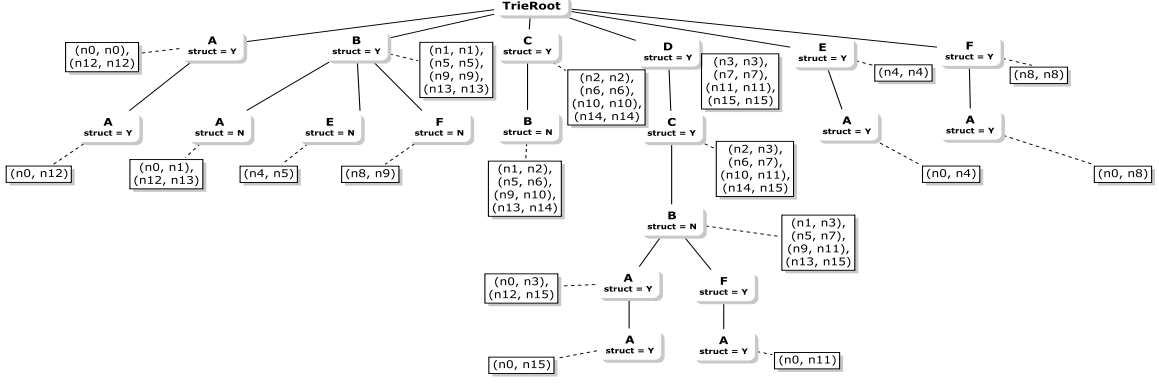 TrieRoot
A
struct = Y
(n0, n0),
(n12, n12)
B
struct = Y
(n1, n1),
(n5, n5),
(n9, n9),
(n13, n13)
C
struct = Y
(n2, n2),
(n6, n6),
(n10, n10),
(n14, n14)
D
struct = Y
(n3, n3),
(n7, n7),
(n11, n11),
(n15, n15)
E
struct = Y
(n4, n4)
F
struct = Y
(n8, n8)
A
struct = Y
(n0, n12)
A
struct = N
(n0, n1),
(n12, n13)
E
struct = N
(n4, n5)
F
struct = N
(n8, n9)
B
struct = N
(n1, n2),
(n5, n6),
(n9, n10),
(n13, n14)
C
struct = Y
(n2, n3),
(n6, n7),
(n10, n11),
(n14, n15)
A
struct = Y
(n0, n4)
A
struct = Y
(n0, n8)
B
struct = N
(n1, n3),
(n5, n7),
(n9, n11),
(n13, n15)
A
struct = Y
(n0, n3),
(n12, n15)
F
struct = Y
A
struct = Y
(n0, n15)
A
struct = Y
(n0, n11)